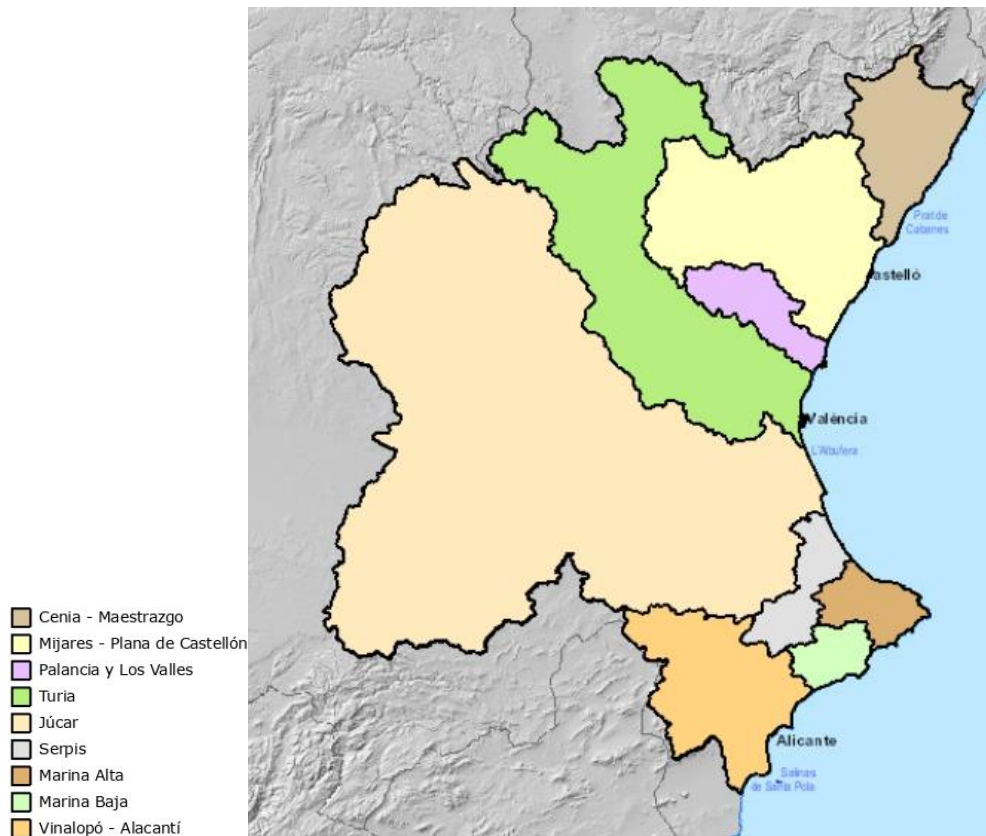 Prat de
Cabanes
astelló
València
L'Albufera
Alicante
Salinas
de Santa Pola
Cenia - Maestrazgo
Mijares - Plana de Castellón
Palancia y Los Valles
Turia
Júcar
Serpis
Marina Alta
Marina Baja
Vinalopó - Alacantí